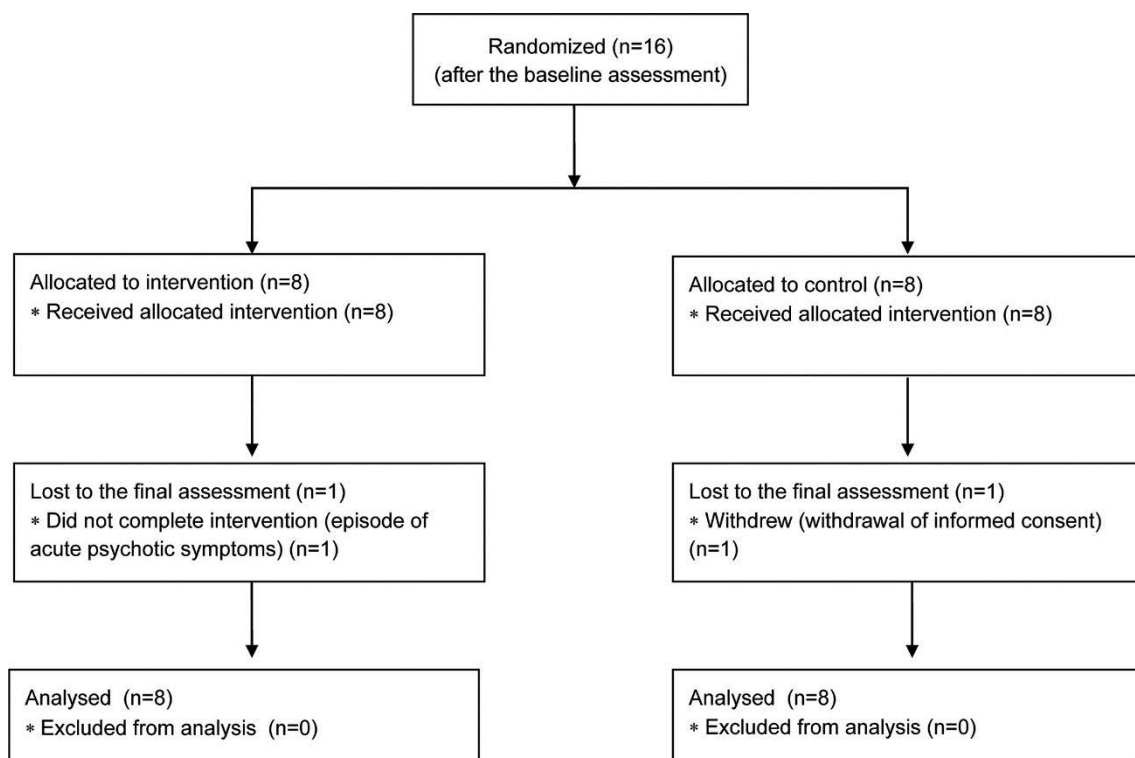 Randomized (n=16)
(after the baseline assessment)
Allocated to intervention (n=8)
* Received allocated intervention (n=8)
Allocated to control (n=8)
* Received allocated intervention (n=8)
Lost to the final assessment (n=1)
* Did not complete intervention (episode of
acute psychotic symptoms) (n=1)
Lost to the final assessment (n=1)
* Withdrew (withdrawal of informed consent)
(n=1)
Analysed (n=8)
* Excluded from analysis (n=0)
Analysed (n=8)
* Excluded from analysis (n=0)